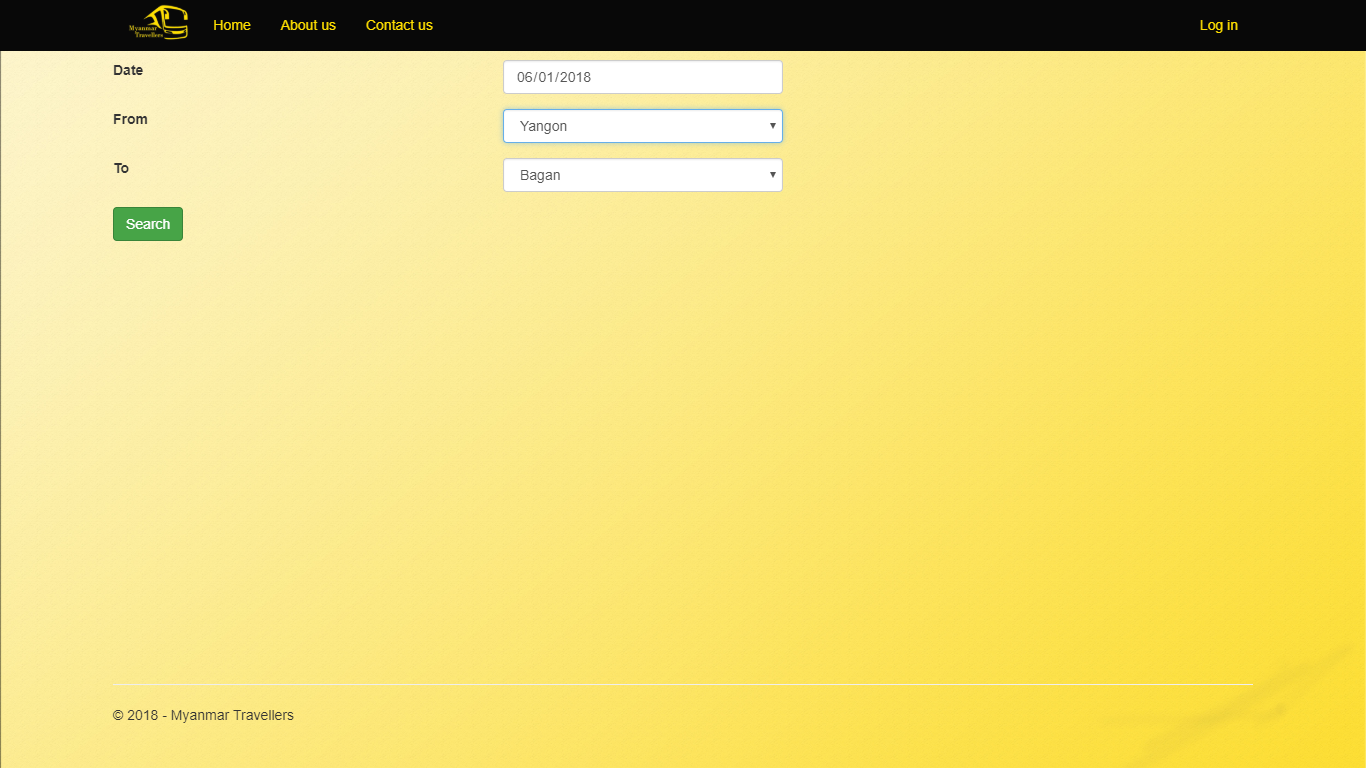 Myanmar
Travellers
Home About us Contact us Log in
Date 06/01/2018
From Yangon
To Bagan
Search
© 2018 - Myanmar Travellers